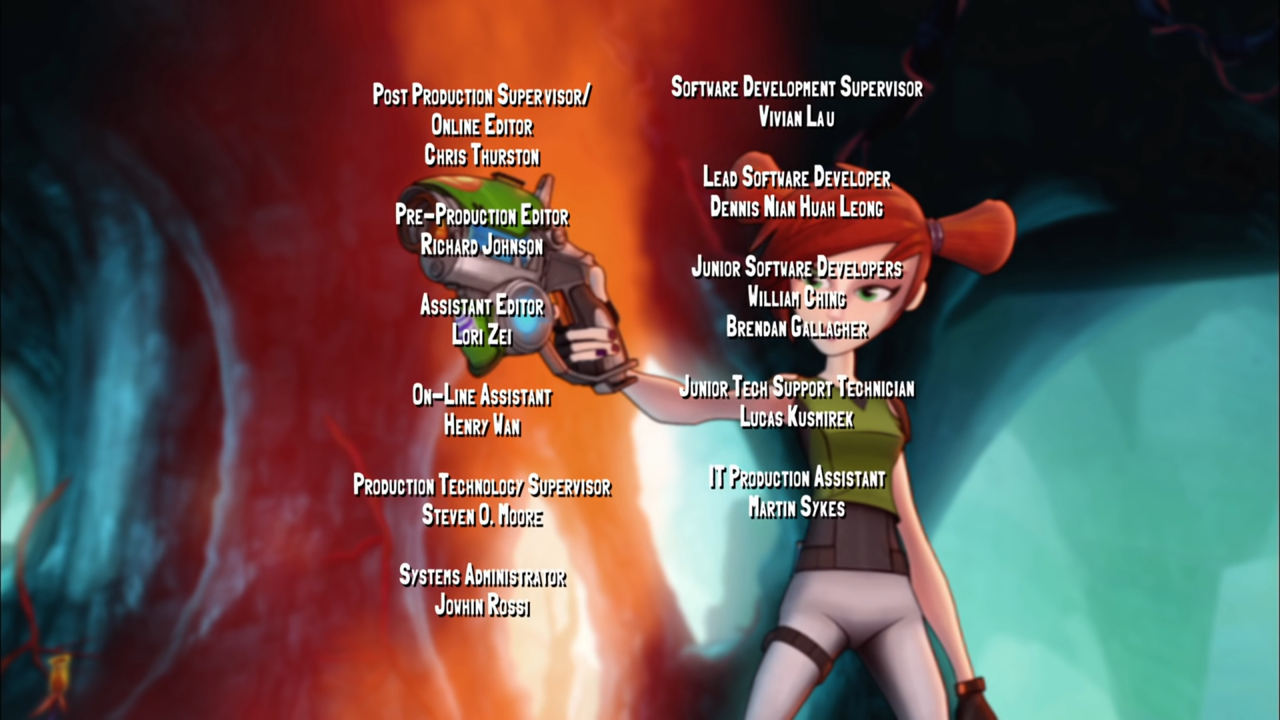 Post Production Supervisor/
Online Editor
Chris Thurston
Pre-Production Editor
Richard Johnson
Assistant Editor
Lori Zei
On-Line Assistant
Henry Wan
Production Technology Supervisor
Steven O. Moore
Systems Administrator
Jowhin Rossi
Software Development Supervisor
Vivian Lau
Lead Software Developer
Dennis Nian Huah Leong
Junior Software Developers
William Ching
Brendan Gallagher
Junior Tech Support Technician
Lucas Kusmirek
IT Production Assistant
Martin Sykes